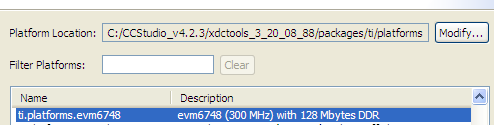 Platform Location: C:/CCStudio_v4.2.3/xdctools_3_20_08_88/packages/ti/platforms Modify...
Filter Platforms: Clear
Name Description
ti.platforms.evm6748 evm6748 (300 MHz) with 128 Mbytes DDR